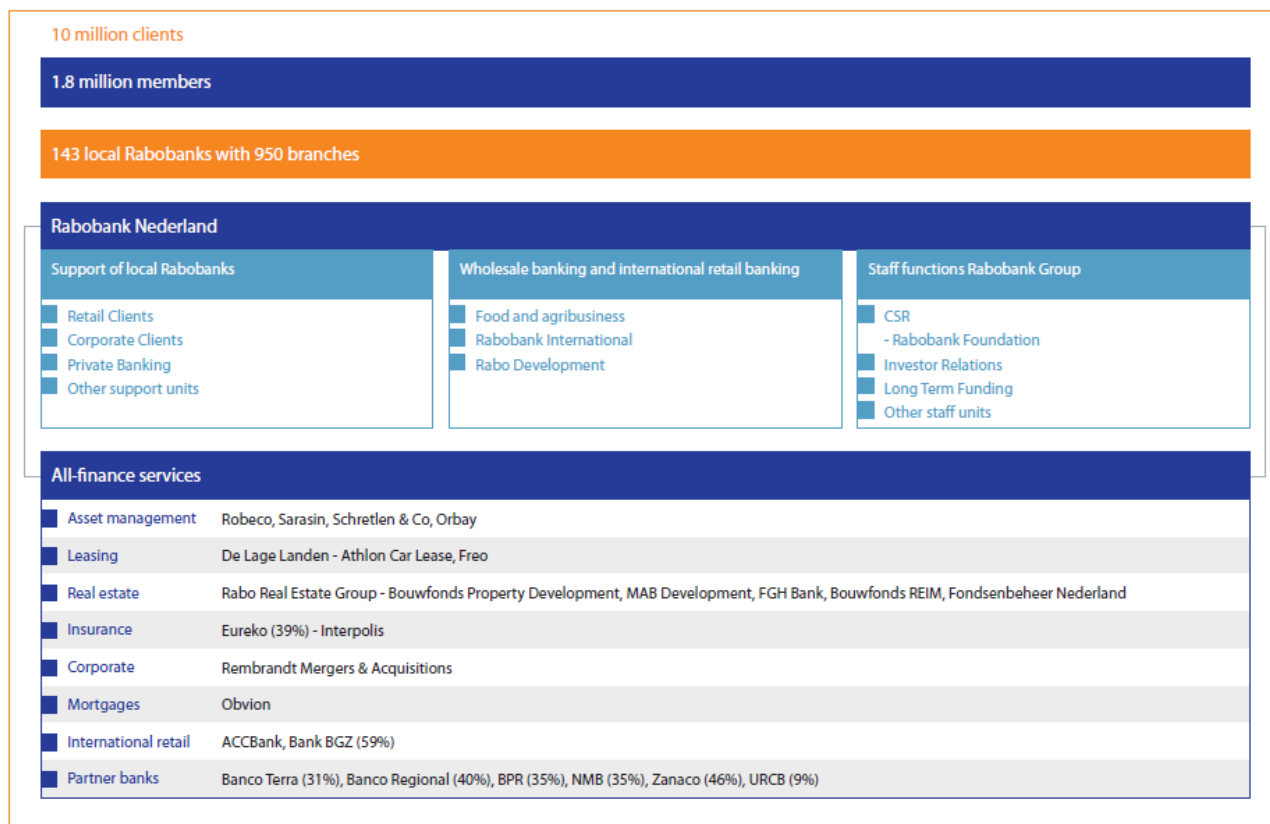 10 million clients
1.8 million members
143 local Rabobanks with 950 branches
Rabobank Nederland
Support of local Rabobanks
Retail Clients
Corporate Clients
Private Banking
Other support units
Wholesale banking and international retail banking
Food and agribusiness
Rabobank International
Rabo Development
Staff functions Rabobank Group
CSR
- Rabobank Foundation
Investor Relations
Long Term Funding
Other staff units
All-finance services
Asset management Robeco, Sarasin, Schretlen & Co, Orbay
Leasing De Lage Landen - Athlon Car Lease, Freo
Real estate Rabo Real Estate Group - Bouwfonds Property Development, MAB Development, FGH Bank, Bouwfonds REIM, Fondsenbeheer Nederland
Insurance Eureko (39%) - Interpolis
Corporate Rembrandt Mergers & Acquisitions
Mortgages Obvion
International retail ACCBank, Bank BGZ (59%)
Partner banks Banco Terra (31%), Banco Regional (40%), BPR (35%), NMB (35%), Zanaco (46%), URCB (9%)